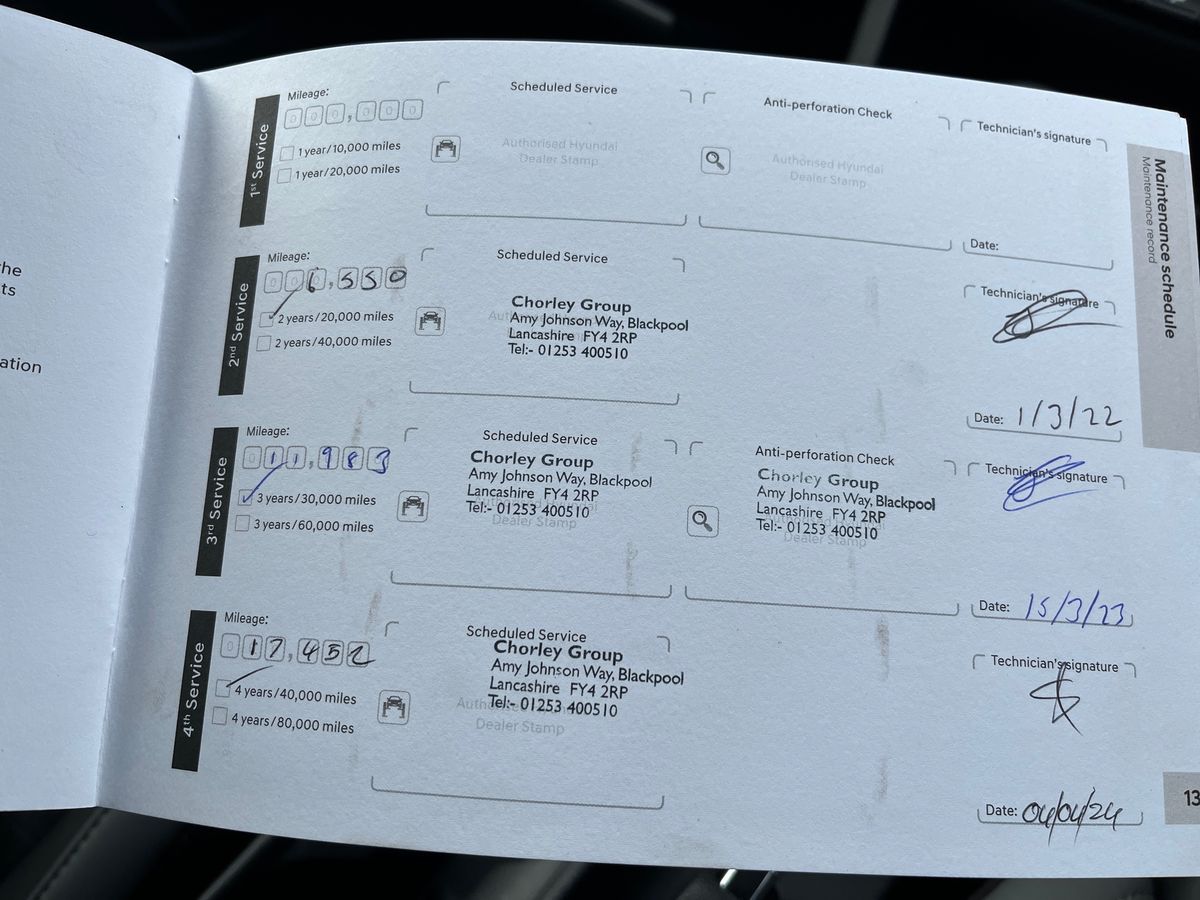 he
ts
ation
Maintenance schedule
Maintenance record
1st Service
Mileage:
000,000
1 year/10,000 miles
1 year/20,000 miles
Scheduled Service
Authorised Hyundai
Dealer Stamp
Anti-perforation Check
Authorised Hyundai
Dealer Stamp
Technician's signature
Date:
2nd Service
Mileage:
006,550
2 years/20,000 miles
2 years/40,000 miles
Scheduled Service
Chorley Group
Amy Johnson Way, Blackpool
Lancashire FY4 2RP
Tel:- 01253 400510
Technician's signature
Date: 1/3/22
3rd Service
Mileage:
011,983
3 years/30,000 miles
3 years/60,000 miles
Scheduled Service
Chorley Group
Amy Johnson Way, Blackpool
Lancashire FY4 2RP
Tel:- 01253 400510
Dealer Stamp
Anti-perforation Check
Chorley Group
Amy Johnson Way, Blackpool
Lancashire FY4 2RP
Tel:- 01253 400510
Dealer Stamp
Technician's signature
Date: 15/3/23
4th Service
Mileage:
017,452
4 years/40,000 miles
4 years/80,000 miles
Scheduled Service
Chorley Group
Amy Johnson Way, Blackpool
Lancashire FY4 2RP
Tel:- 01253 400510
Dealer Stamp
Technician's signature
Date: 04/04/24
13